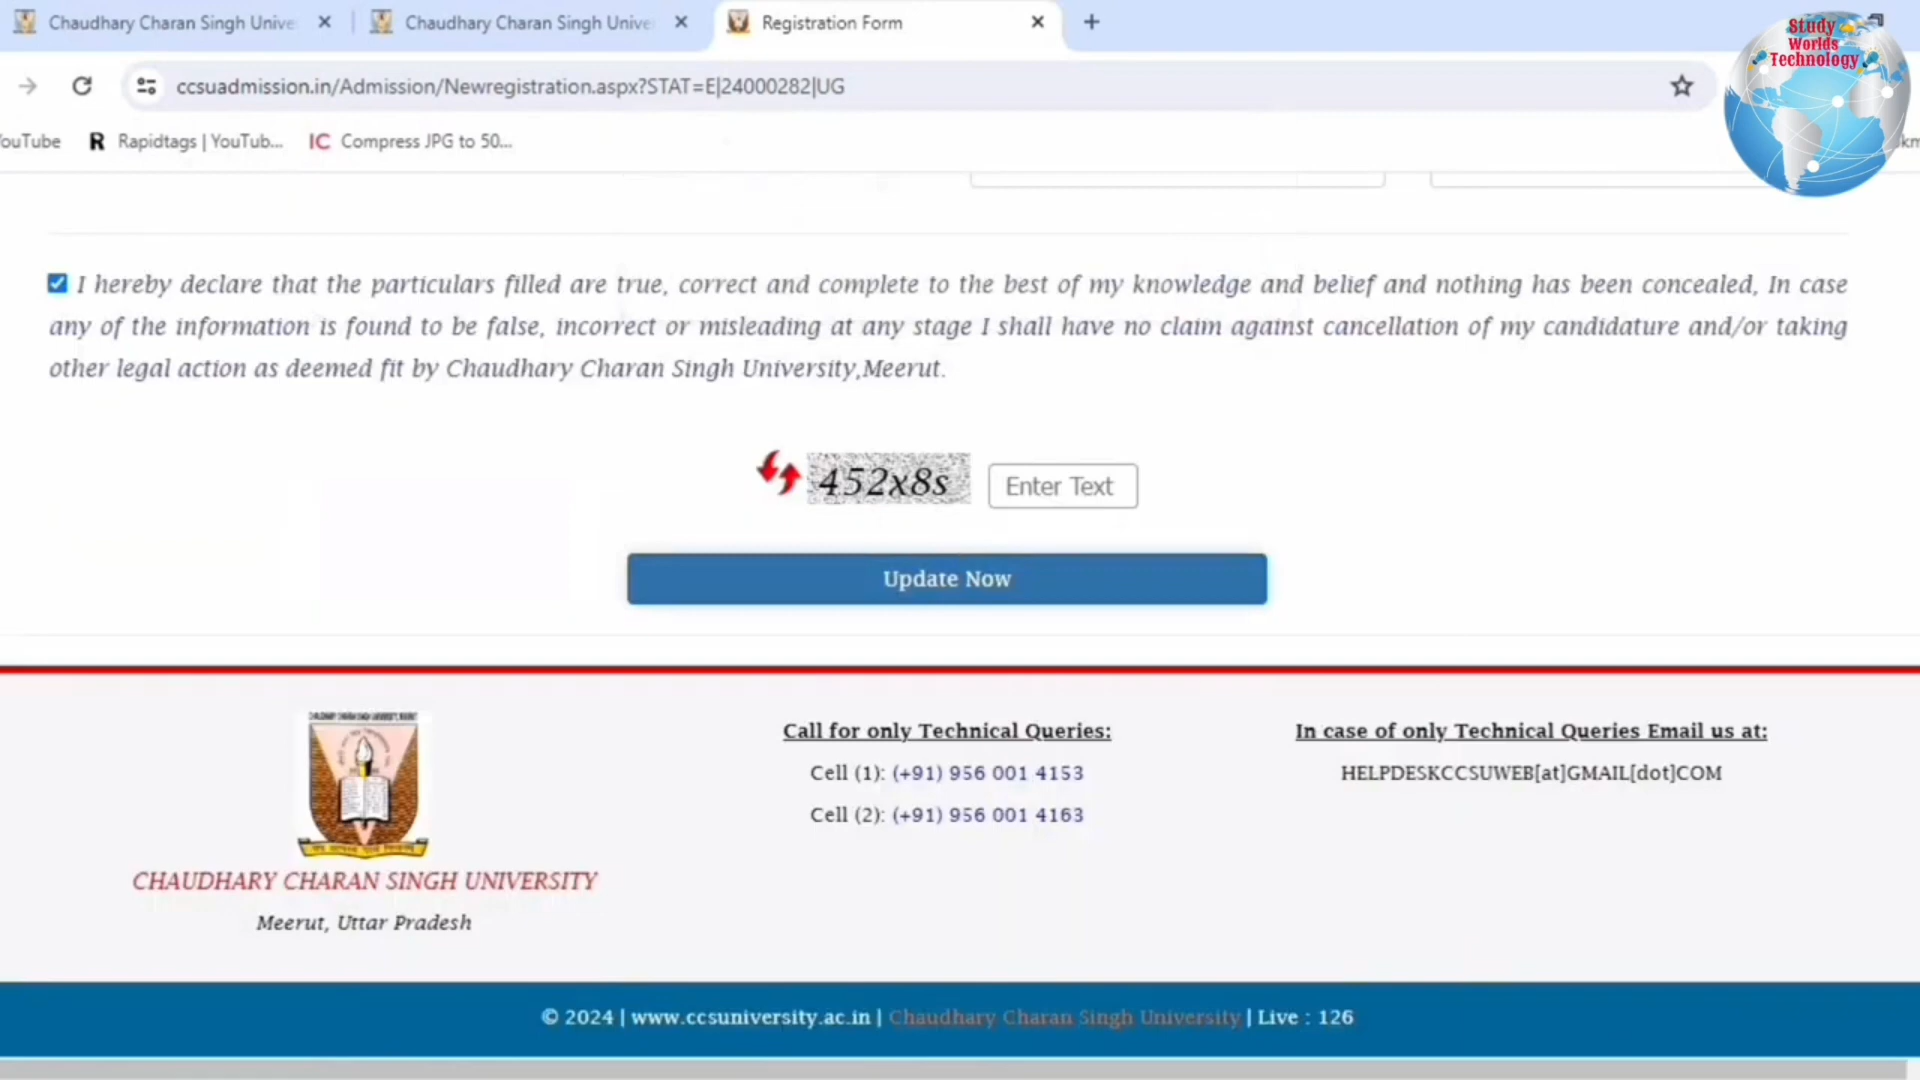 Chaudhary Charan Singh Unive
Chaudhary Charan Singh Unive
Registration Form
Study
Worlds
Technology
ccsuadmission.in/Admission/Newregistration.aspx?STAT=E|24000282|UG
ouTube
R Rapidtags | YouTub...
IC Compress JPG to 50...
I hereby declare that the particulars filled are true, correct and complete to the best of my knowledge and belief and nothing has been concealed, In case
any of the information is found to be false, incorrect or misleading at any stage I shall have no claim against cancellation of my candidature and/or taking
other legal action as deemed fit by Chaudhary Charan Singh University,Meerut.
452x8s
Enter Text
Update Now
Call for only Technical Queries:
In case of only Technical Queries Email us at:
Cell (1): (+91) 956 001 4153
HELPDESKCCSUWEB[at]GMAIL[dot]COM
Cell (2): (+91) 956 001 4163
CHAUDHARY CHARAN SINGH UNIVERSITY
Meerut, Uttar Pradesh
© 2024 | www.ccsuniversity.ac.in | Chaudhary Charan Singh University | Live : 126